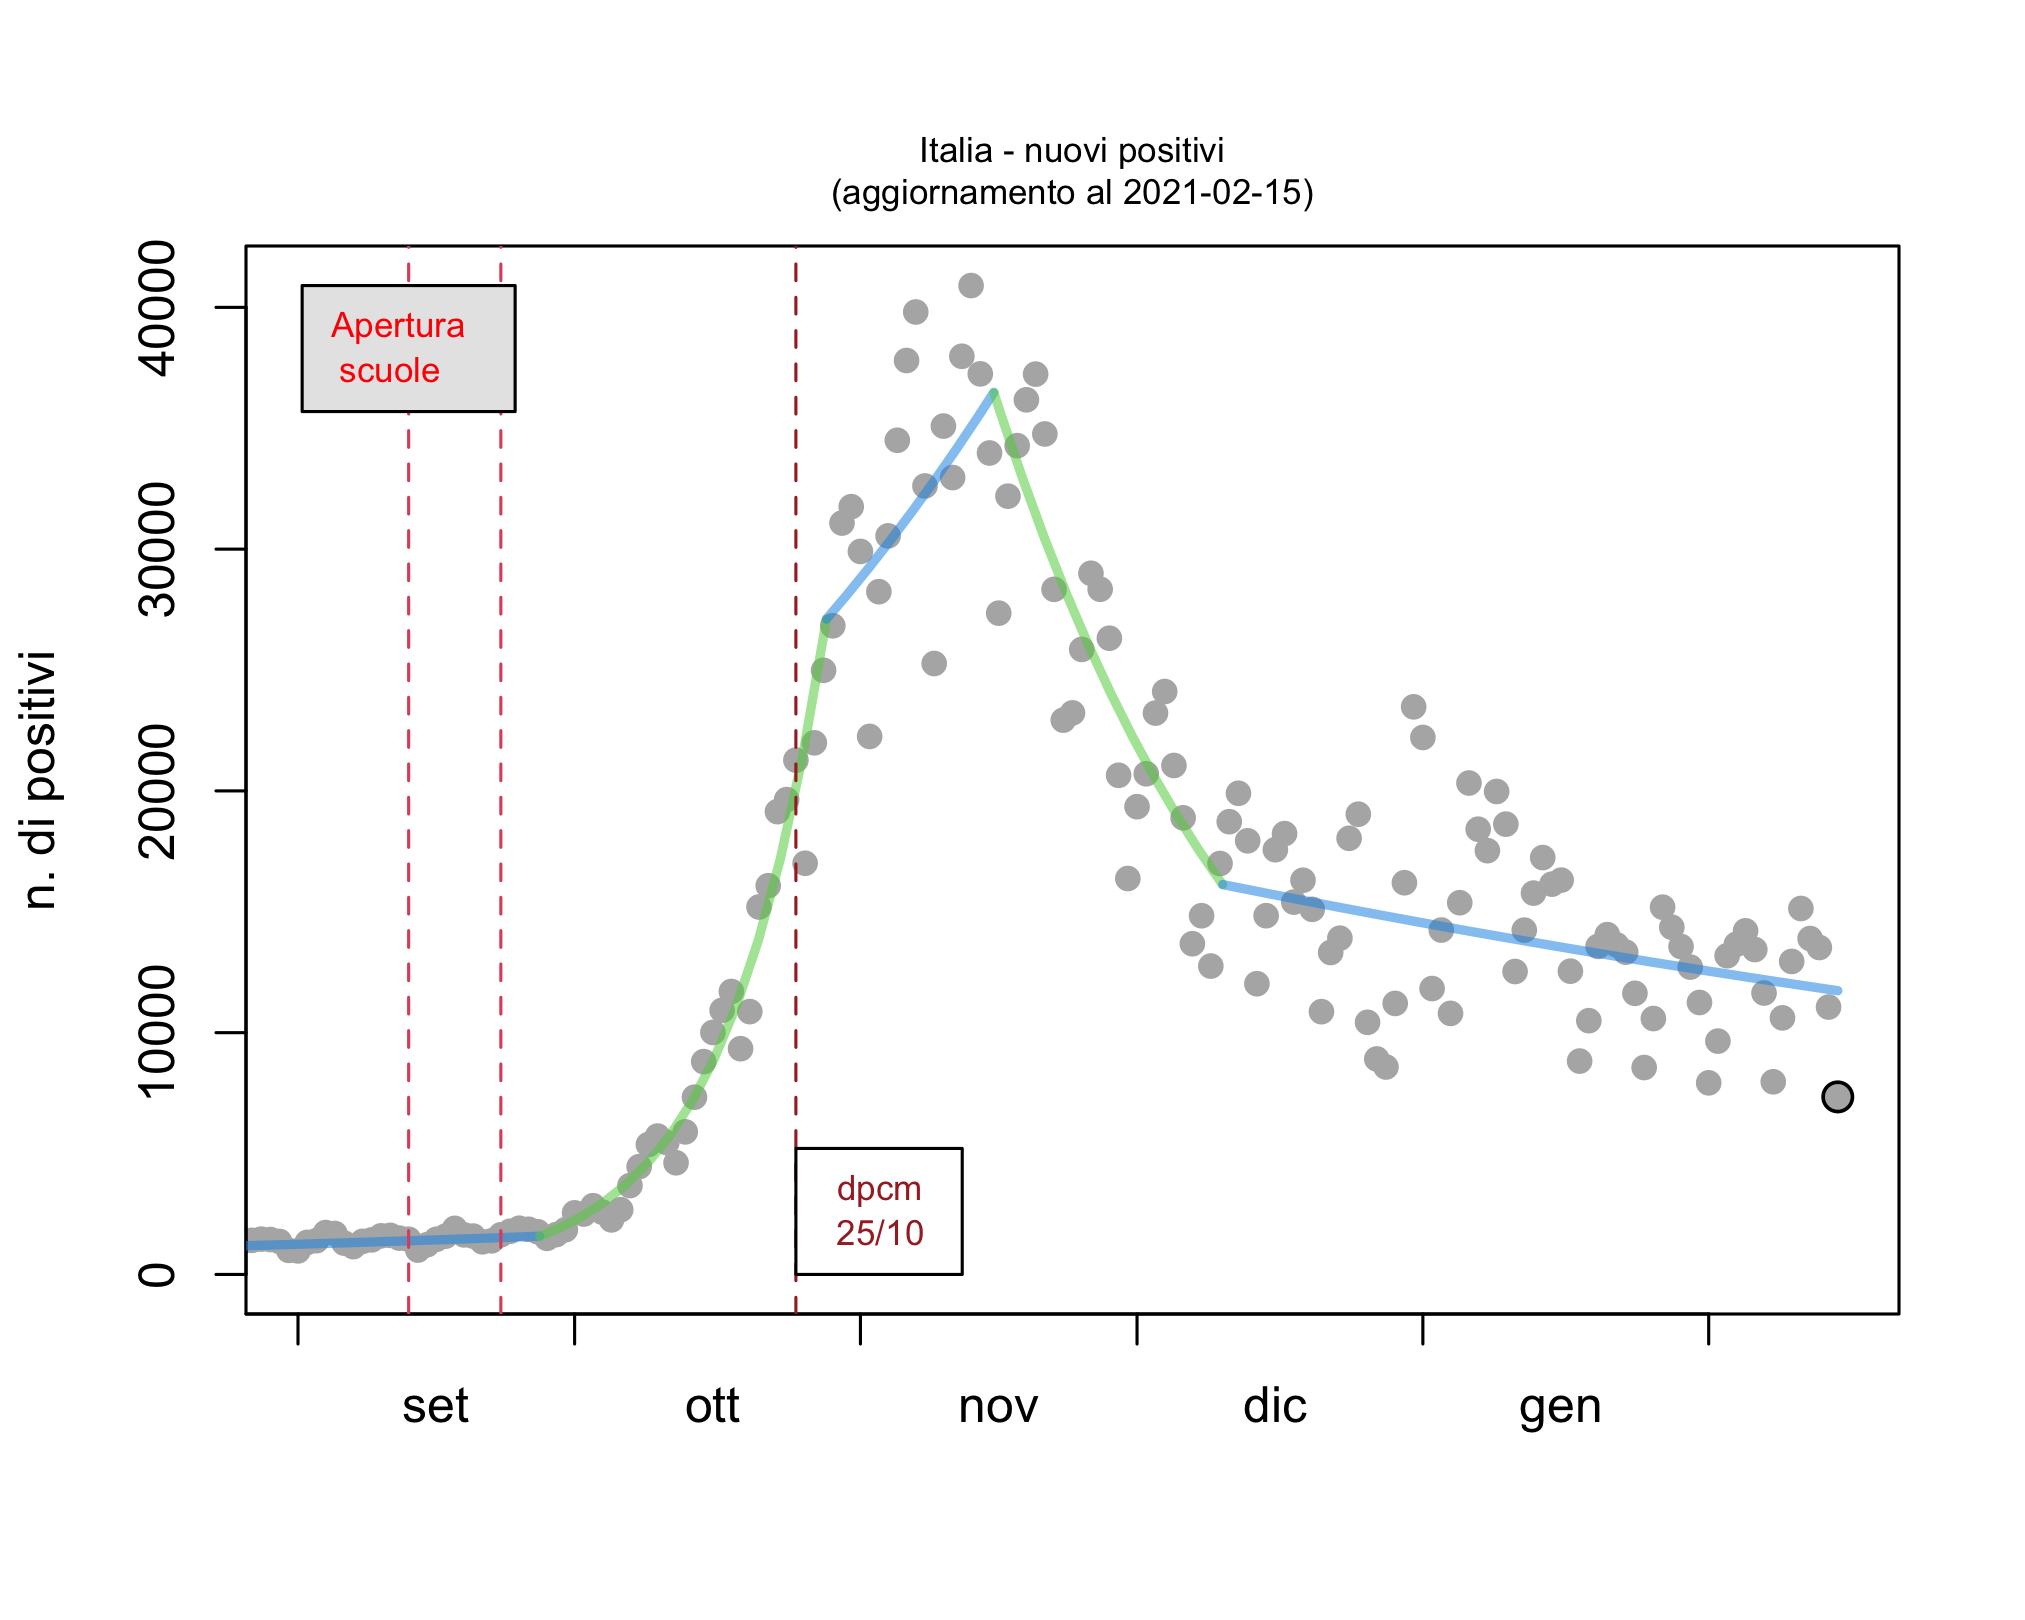 Italia - nuovi positivi
(aggiornamento al 2021-02-15)
n. di positivi
40000
30000
20000
10000
0
Apertura
scuole
dpcm
25/10
set ott nov dic gen